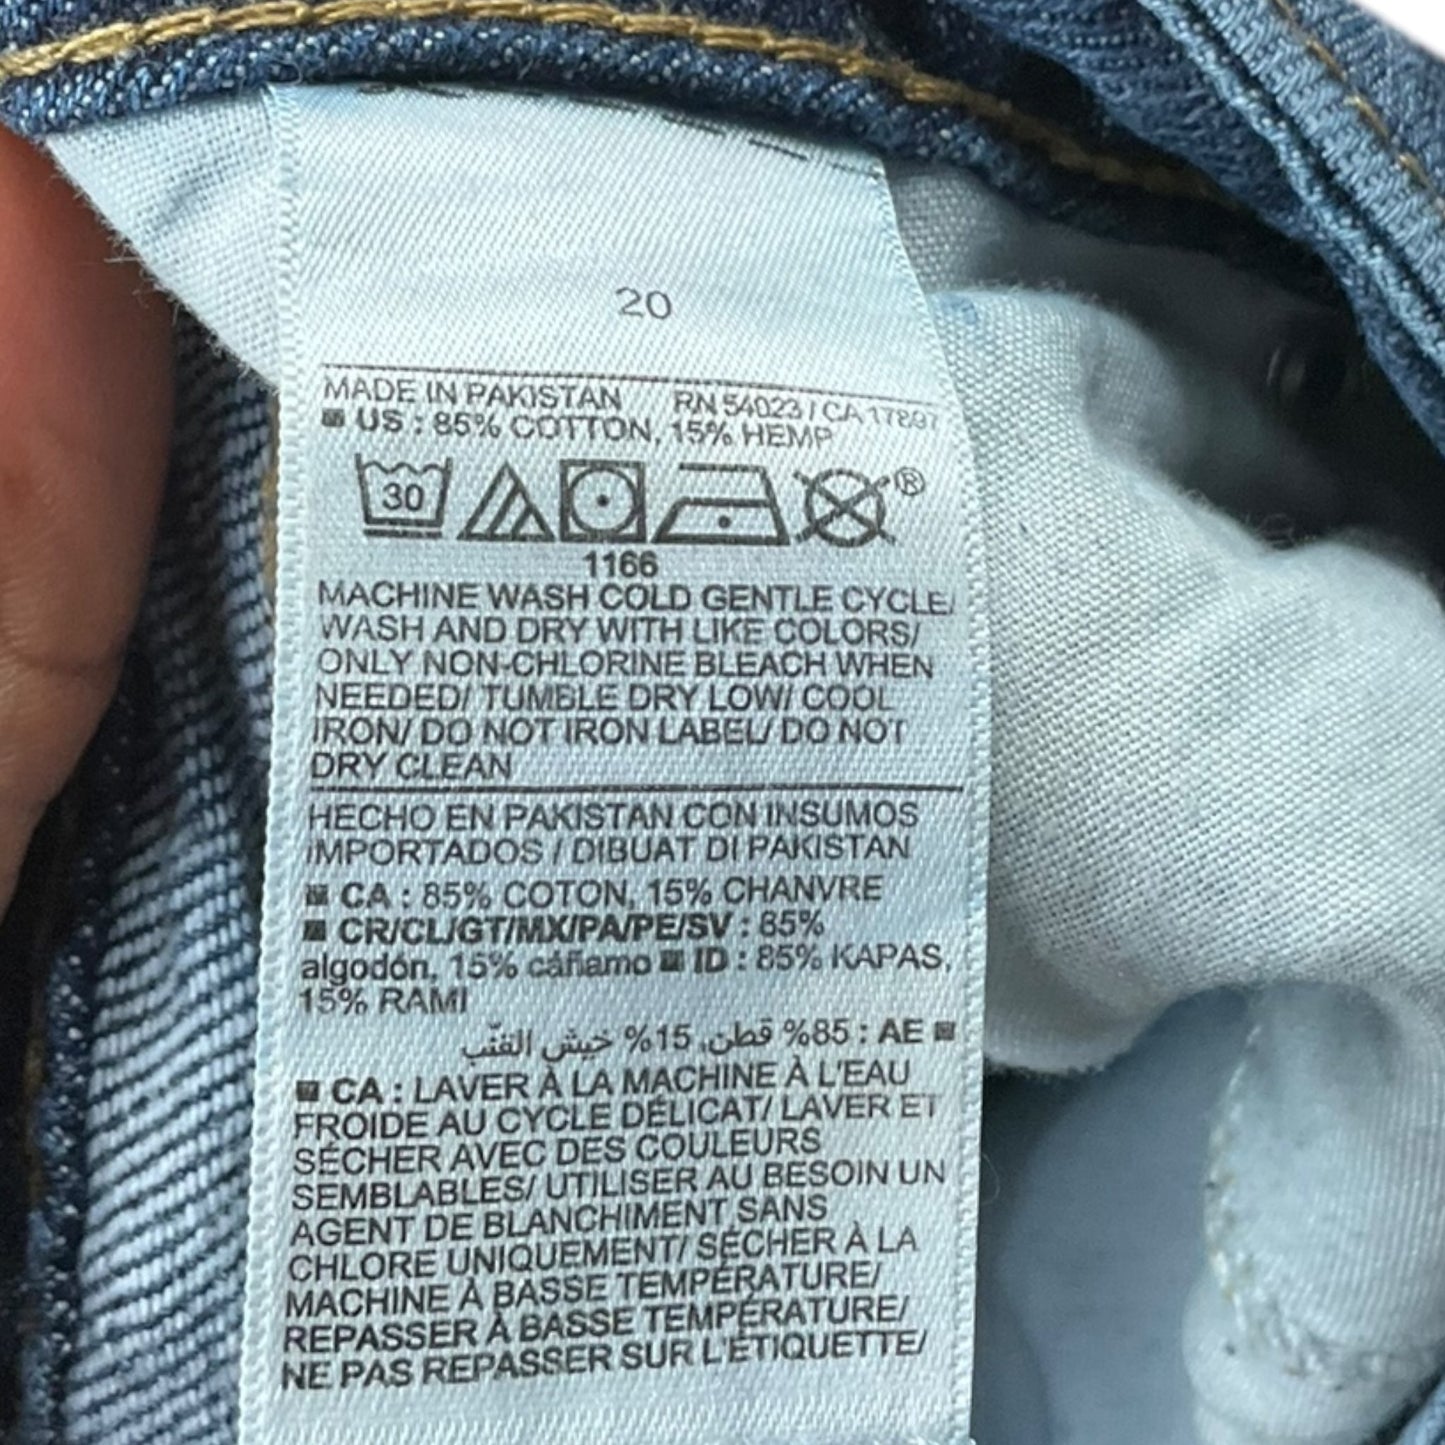 20
MADE IN PAKISTAN RN 54023 / CA 17897
US : 85% COTTON, 15% HEMP
30 ®
1166
MACHINE WASH COLD GENTLE CYCLE/
WASH AND DRY WITH LIKE COLORS/
ONLY NON-CHLORINE BLEACH WHEN
NEEDED/ TUMBLE DRY LOW/ COOL
IRON/ DO NOT IRON LABEL/ DO NOT
DRY CLEAN
HECHO EN PAKISTAN CON INSUMOS
IMPORTADOS / DIBUAT DI PAKISTAN
CA : 85% COTON, 15% CHANVRE
CR/CL/GT/MX/PA/PE/SV : 85%
algodón, 15% cáñamo ID : 85% KAPAS,
15% RAMI
AE : 85% قطن, 15% خيش القنّب
CA : LAVER À LA MACHINE À L'EAU
FROIDE AU CYCLE DÉLICAT/ LAVER ET
SÉCHER AVEC DES COULEURS
SEMBLABLES/ UTILISER AU BESOIN UN
AGENT DE BLANCHIMENT SANS
CHLORE UNIQUEMENT/ SÉCHER À LA
MACHINE À BASSE TEMPÉRATURE/
REPASSER À BASSE TEMPÉRATURE/
NE PAS REPASSER SUR L'ÉTIQUETTE/